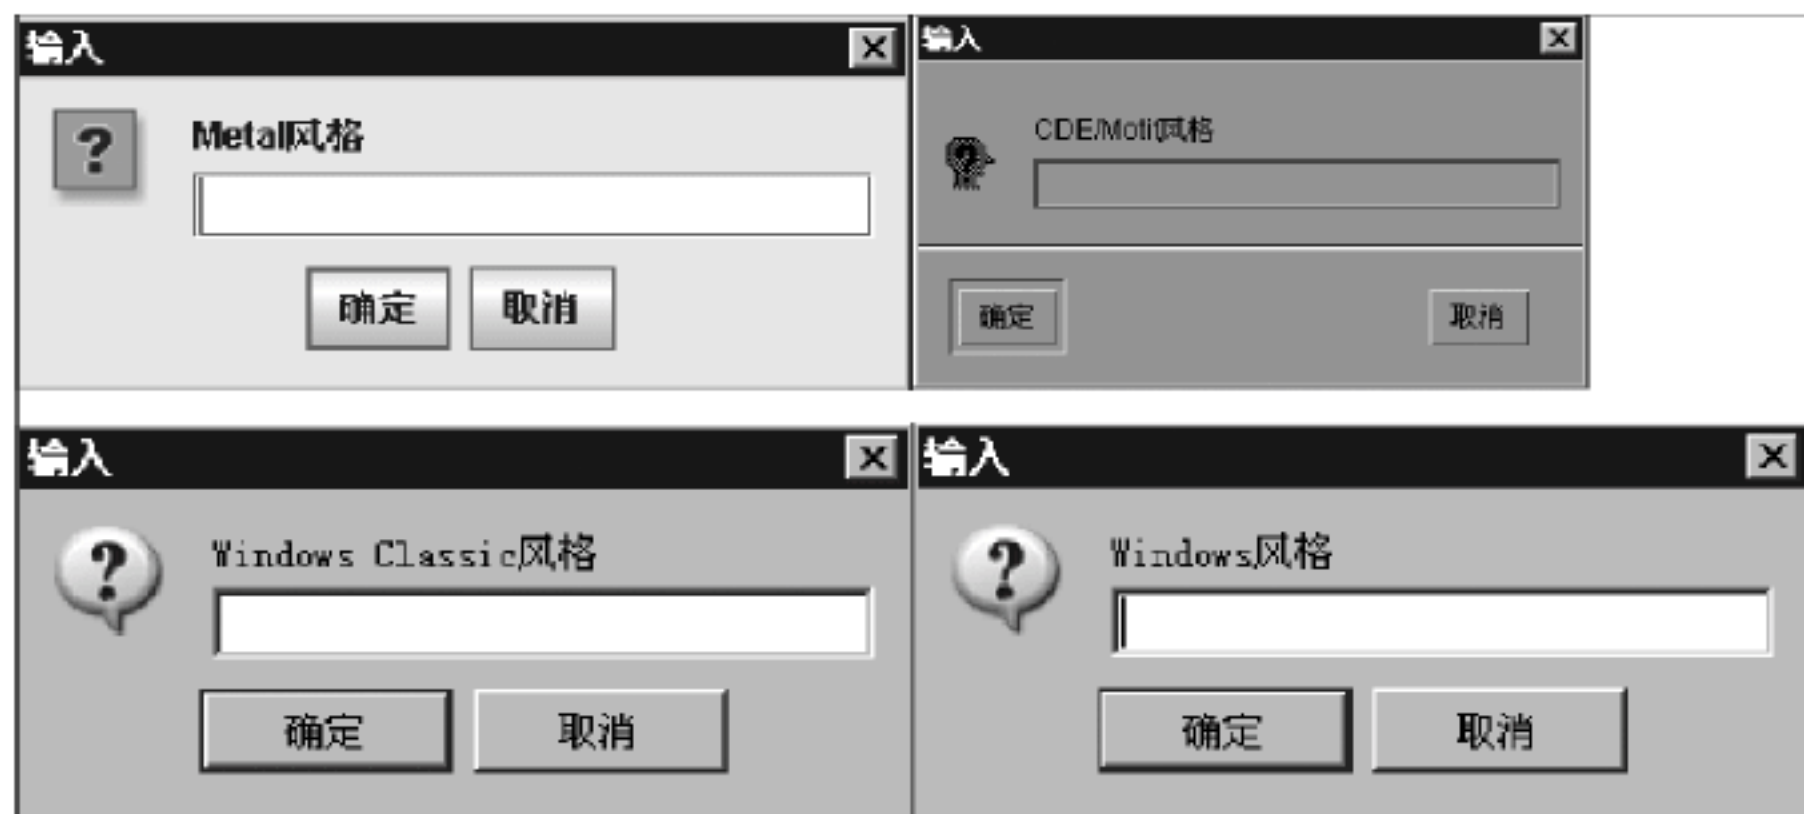 输入
Metal风格
确定 取消
输入
CDE/Motif风格
确定 取消
输入
Windows Classic风格
确定 取消
输入
Windows风格
确定 取消